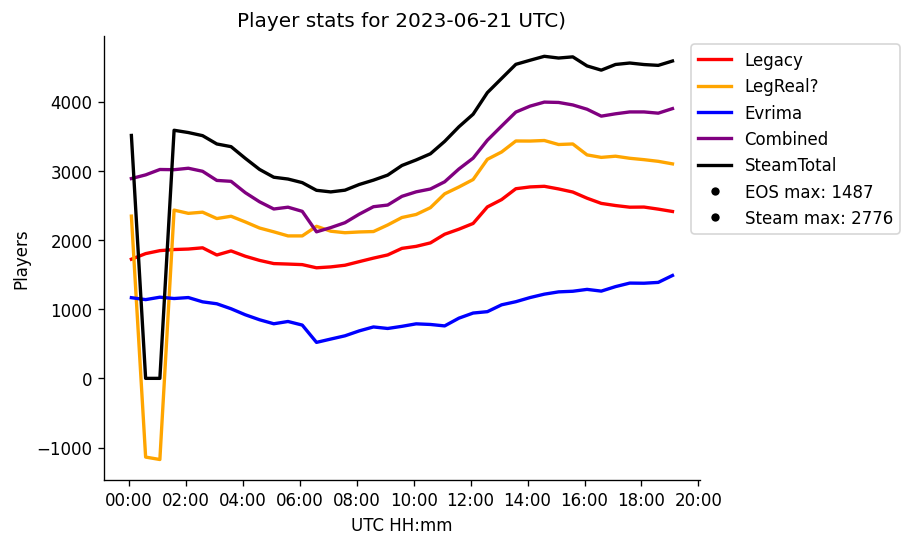 Player stats for 2023-06-21 UTC)
Legacy
LegReal?
Evrima
Combined
SteamTotal
EOS max: 1487
Steam max: 2776
Players
4000
3000
2000
1000
0
−1000
00:00 02:00 04:00 06:00 08:00 10:00 12:00 14:00 16:00 18:00 20:00
UTC HH:mm